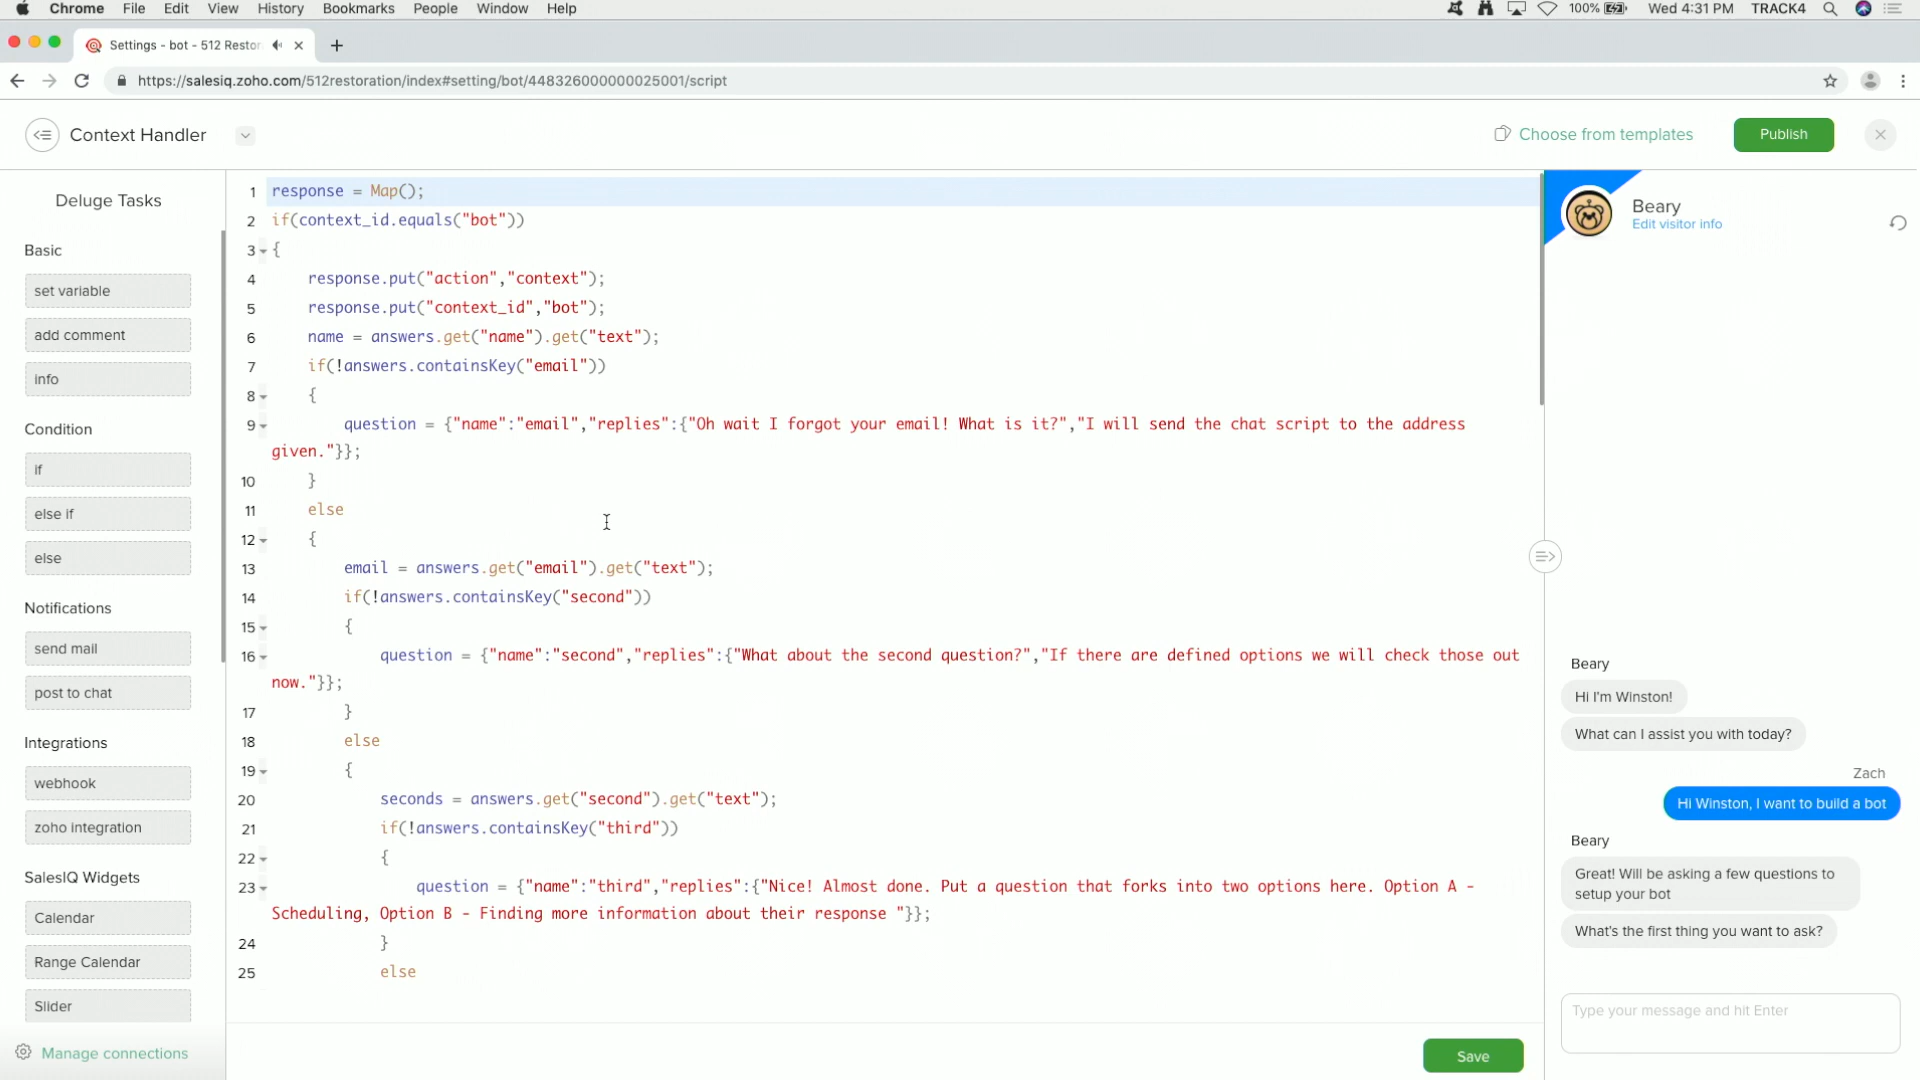 Chrome File Edit View History Bookmarks People Window Help 100% Wed 4:31 PM TRACK4
Settings - bot - 512 Restor
https://salesiq.zoho.com/512restoration/index#setting/bot/448326000000025001/script
Context Handler
Choose from templates
Publish
Deluge Tasks
Basic
set variable
add comment
info
Condition
if
else if
else
Notifications
send mail
post to chat
Integrations
webhook
zoho integration
SalesIQ Widgets
Calendar
Range Calendar
Slider
Manage connections
1 response = Map();
2 if(context_id.equals("bot"))
3 {
4 response.put("action","context");
5 response.put("context_id","bot");
6 name = answers.get("name").get("text");
7 if(!answers.containsKey("email"))
8 {
9 question = {"name":"email","replies":{"Oh wait I forgot your email! What is it?","I will send the chat script to the address
given."}};
10 }
11 else
12 {
13 email = answers.get("email").get("text");
14 if(!answers.containsKey("second"))
15 {
16 question = {"name":"second","replies":{"What about the second question?","If there are defined options we will check those out
now."}};
17 }
18 else
19 {
20 seconds = answers.get("second").get("text");
21 if(!answers.containsKey("third"))
22 {
23 question = {"name":"third","replies":{"Nice! Almost done. Put a question that forks into two options here. Option A -
Scheduling, Option B - Finding more information about their response "}};
24 }
25 else
Save
Beary
Edit visitor info
Beary
Hi I'm Winston!
What can I assist you with today?
Zach
Hi Winston, I want to build a bot
Beary
Great! Will be asking a few questions to
setup your bot
What's the first thing you want to ask?
Type your message and hit Enter